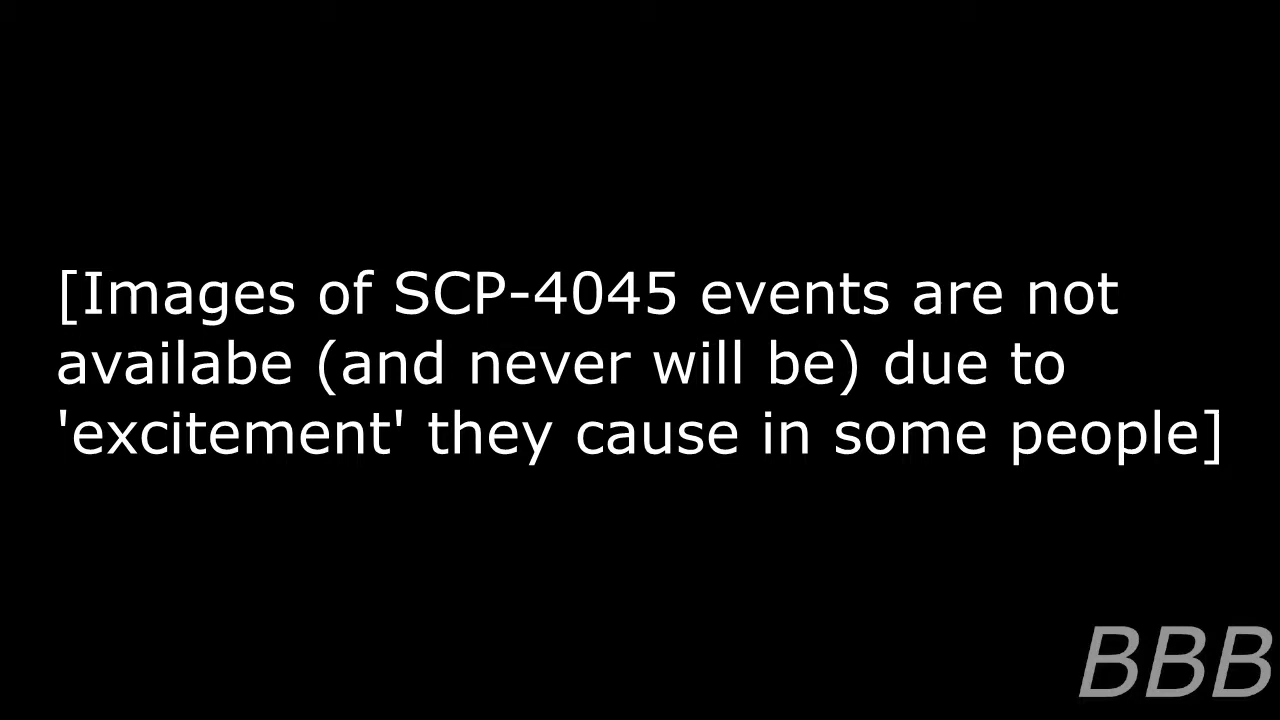 [Images of SCP-4045 events are not
availabe (and never will be) due to
'excitement' they cause in some people]
BBB